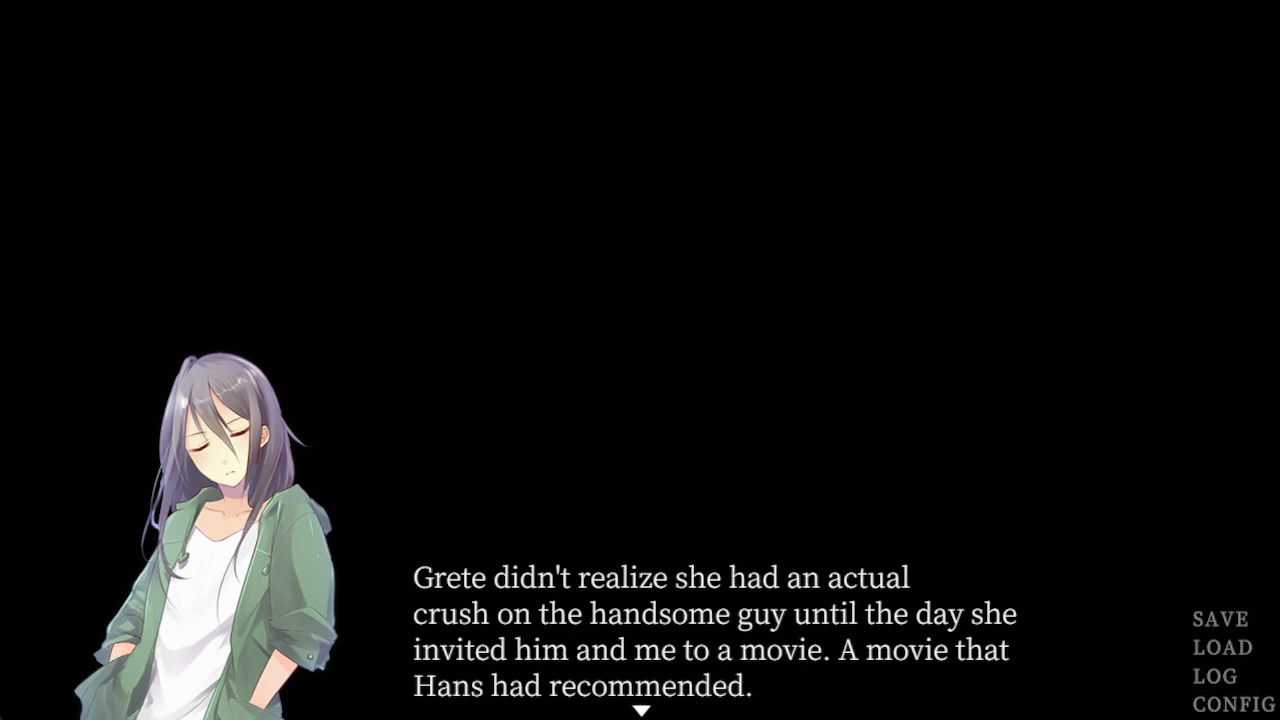 Grete didn't realize she had an actual
crush on the handsome guy until the day she
invited him and me to a movie. A movie that
Hans had recommended.
SAVE
LOAD
LOG
CONFIG